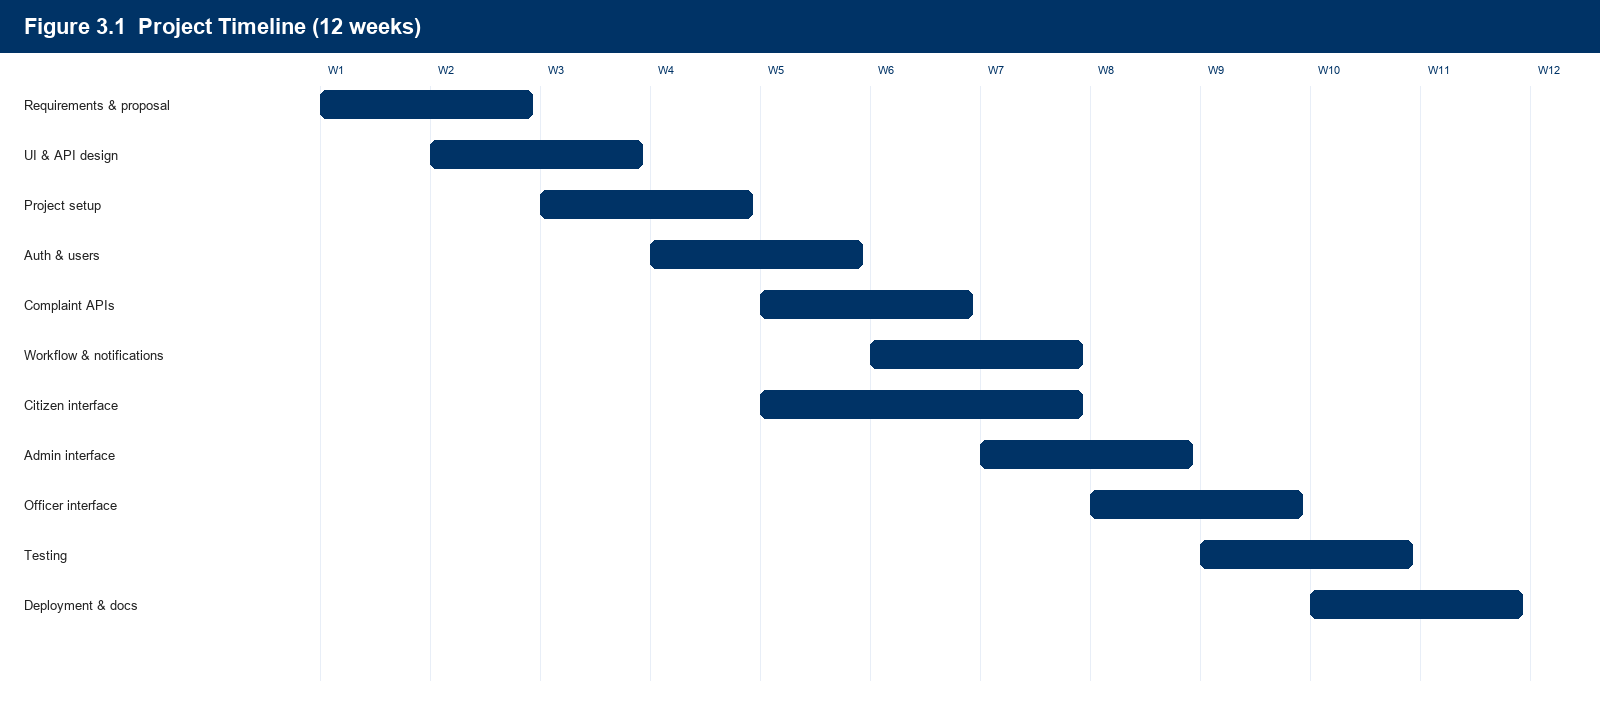 Figure 3.1  Project Timeline (12 weeks)
W1 W2 W3 W4 W5 W6 W7 W8 W9 W10 W11 W12
Requirements & proposal
UI & API design
Project setup
Auth & users
Complaint APIs
Workflow & notifications
Citizen interface
Admin interface
Officer interface
Testing
Deployment & docs